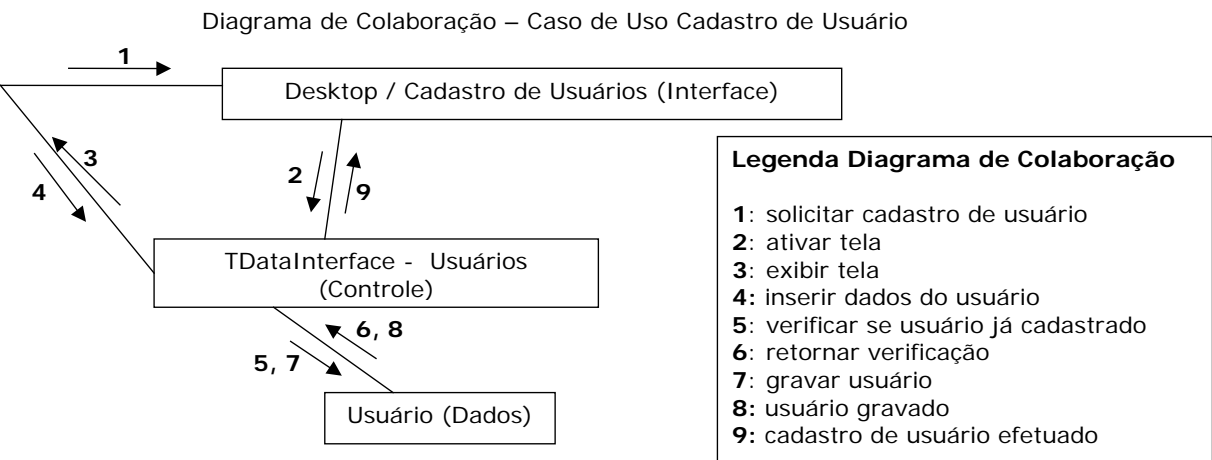 Diagrama de Colaboração – Caso de Uso Cadastro de Usuário
1
Desktop / Cadastro de Usuários (Interface)
3
4
2
9
TDataInterface - Usuários
(Controle)
6, 8
5, 7
Usuário (Dados)
Legenda Diagrama de Colaboração
1: solicitar cadastro de usuário
2: ativar tela
3: exibir tela
4: inserir dados do usuário
5: verificar se usuário já cadastrado
6: retornar verificação
7: gravar usuário
8: usuário gravado
9: cadastro de usuário efetuado